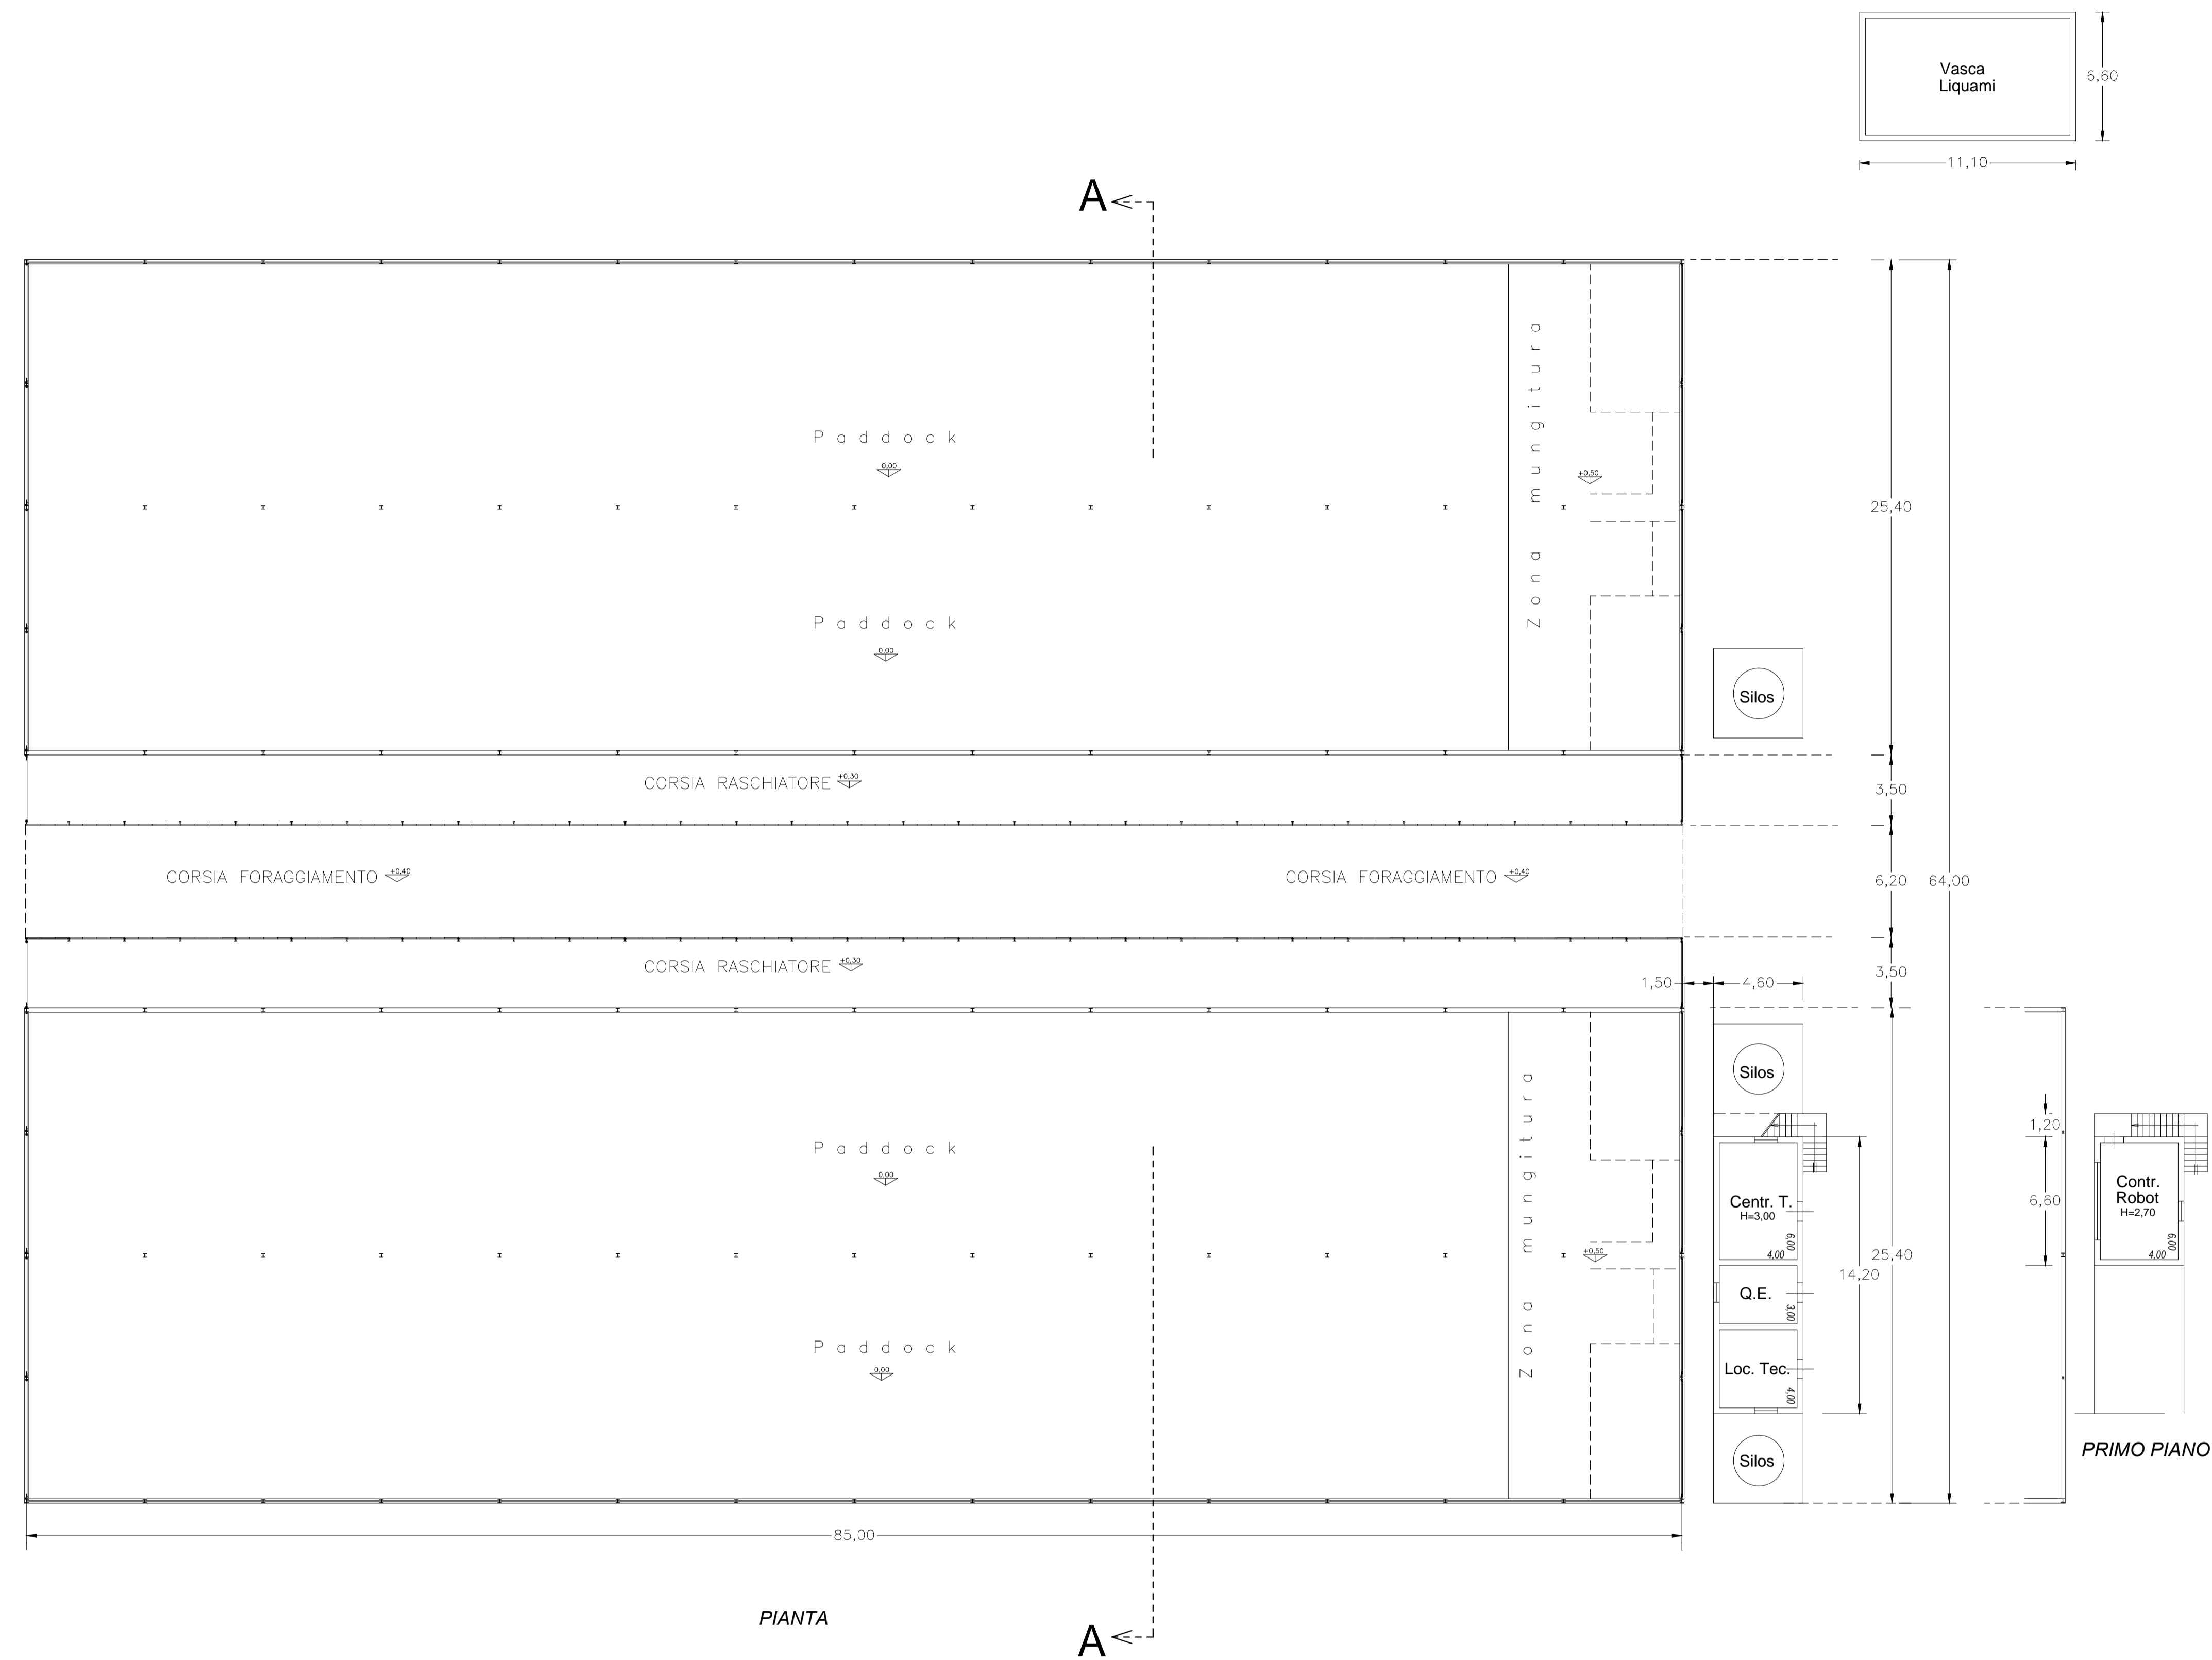 Vasca
Liquami
6,60
11,10
A
Zona mungitura
Paddock
0,00
+0,50
25,40
Paddock
0,00
Silos
CORSIA RASCHIATORE +0,30
3,50
CORSIA FORAGGIAMENTO +0,40
CORSIA FORAGGIAMENTO +0,40
6,20
64,00
CORSIA RASCHIATORE +0,30
3,50
1,50
4,60
Silos
Zona mungitura
Paddock
0,00
+0,50
Centr. T.
H=3,00
6,00
4,00
25,40
14,20
Q.E.
3,00
Paddock
0,00
Loc. Tec.
4,00
Silos
1,20
6,60
Contr.
Robot
H=2,70
6,00
4,00
PRIMO PIANO
85,00
PIANTA
A